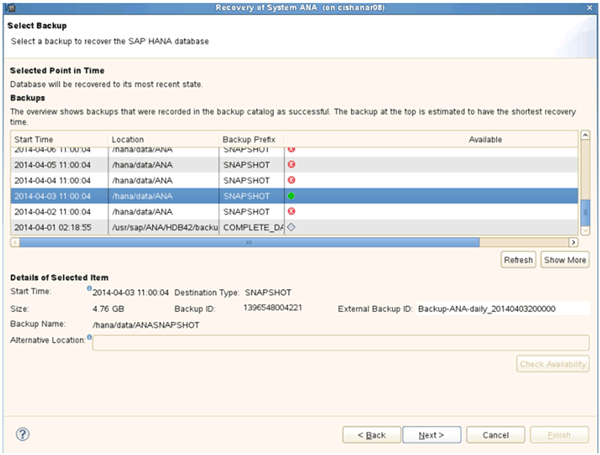 Recovery of System ANA (on cishanar08)
Select Backup
Select a backup to recover the SAP HANA database
Selected Point in Time
Database will be recovered to its most recent state.
Backups
The overview shows backups that were recorded in the backup catalog as successful. The backup at the top is estimated to have the shortest recovery
time.
Start Time Location Backup Prefix Available
2014-04-06 11:00:04 /hana/data/ANA SNAPSHOT
2014-04-05 11:00:04 /hana/data/ANA SNAPSHOT
2014-04-04 11:00:04 /hana/data/ANA SNAPSHOT
2014-04-03 11:00:04 /hana/data/ANA SNAPSHOT
2014-04-02 11:00:04 /hana/data/ANA SNAPSHOT
2014-04-01 02:18:55 /usr/sap/ANA/HDB42/backu COMPLETE_DA
Refresh Show More
Details of Selected Item
Start Time: 2014-04-03 11:00:04 Destination Type: SNAPSHOT
Size: 4.76 GB Backup ID: 1396548004221 External Backup ID: Backup-ANA-daily_20140403200000
Backup Name: /hana/data/ANASNAPSHOT
Alternative Location:
Check Availability
? < Back Next > Cancel Finish